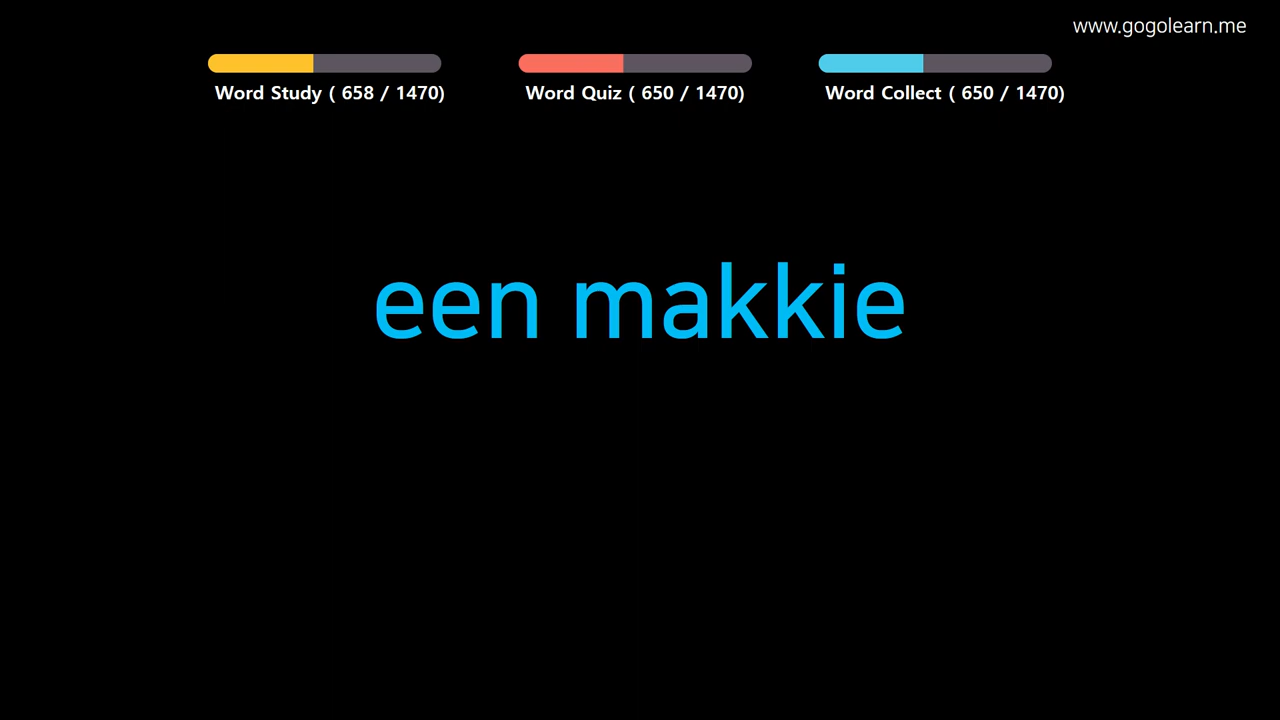 www.gogolearn.me
Word Study ( 658 / 1470)
Word Quiz ( 650 / 1470)
Word Collect ( 650 / 1470)
een makkie